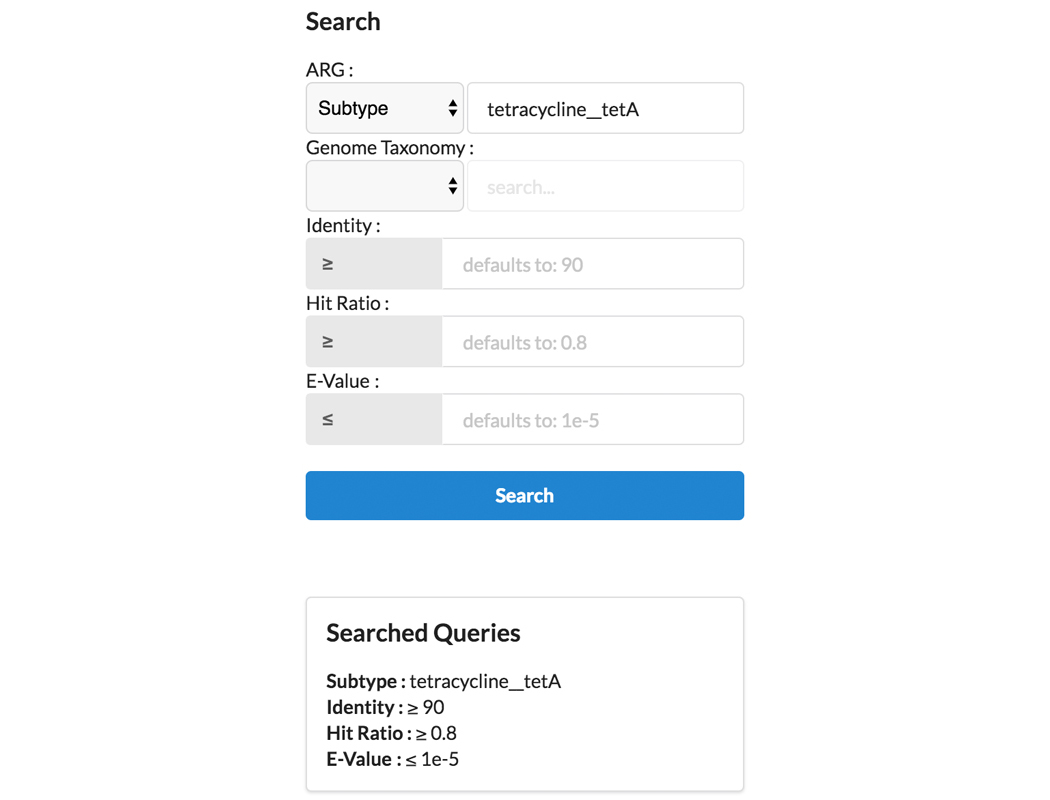 Search
ARG :
Subtype tetracycline__tetA
Genome Taxonomy :
search...
Identity :
≥ defaults to: 90
Hit Ratio :
≥ defaults to: 0.8
E-Value :
≤ defaults to: 1e-5
Search
Searched Queries
Subtype : tetracycline__tetA
Identity : ≥ 90
Hit Ratio : ≥ 0.8
E-Value : ≤ 1e-5